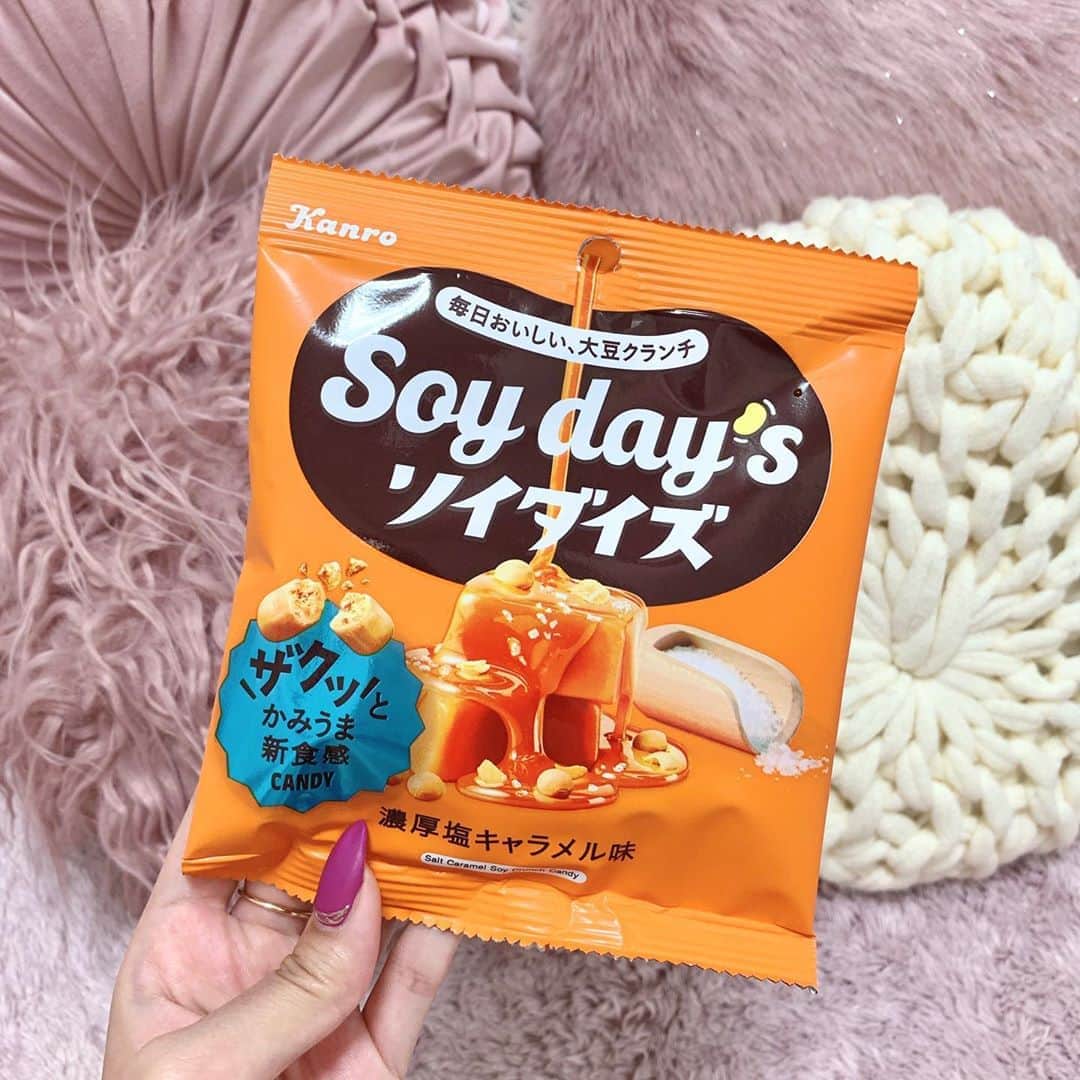 Kanro
毎日おいしい、大豆クランチ
Soy day's
ソイダイズ
ザクッと
かみうま
新食感
CANDY
濃厚塩キャラメル味
Salt Caramel Soy Crunch Candy